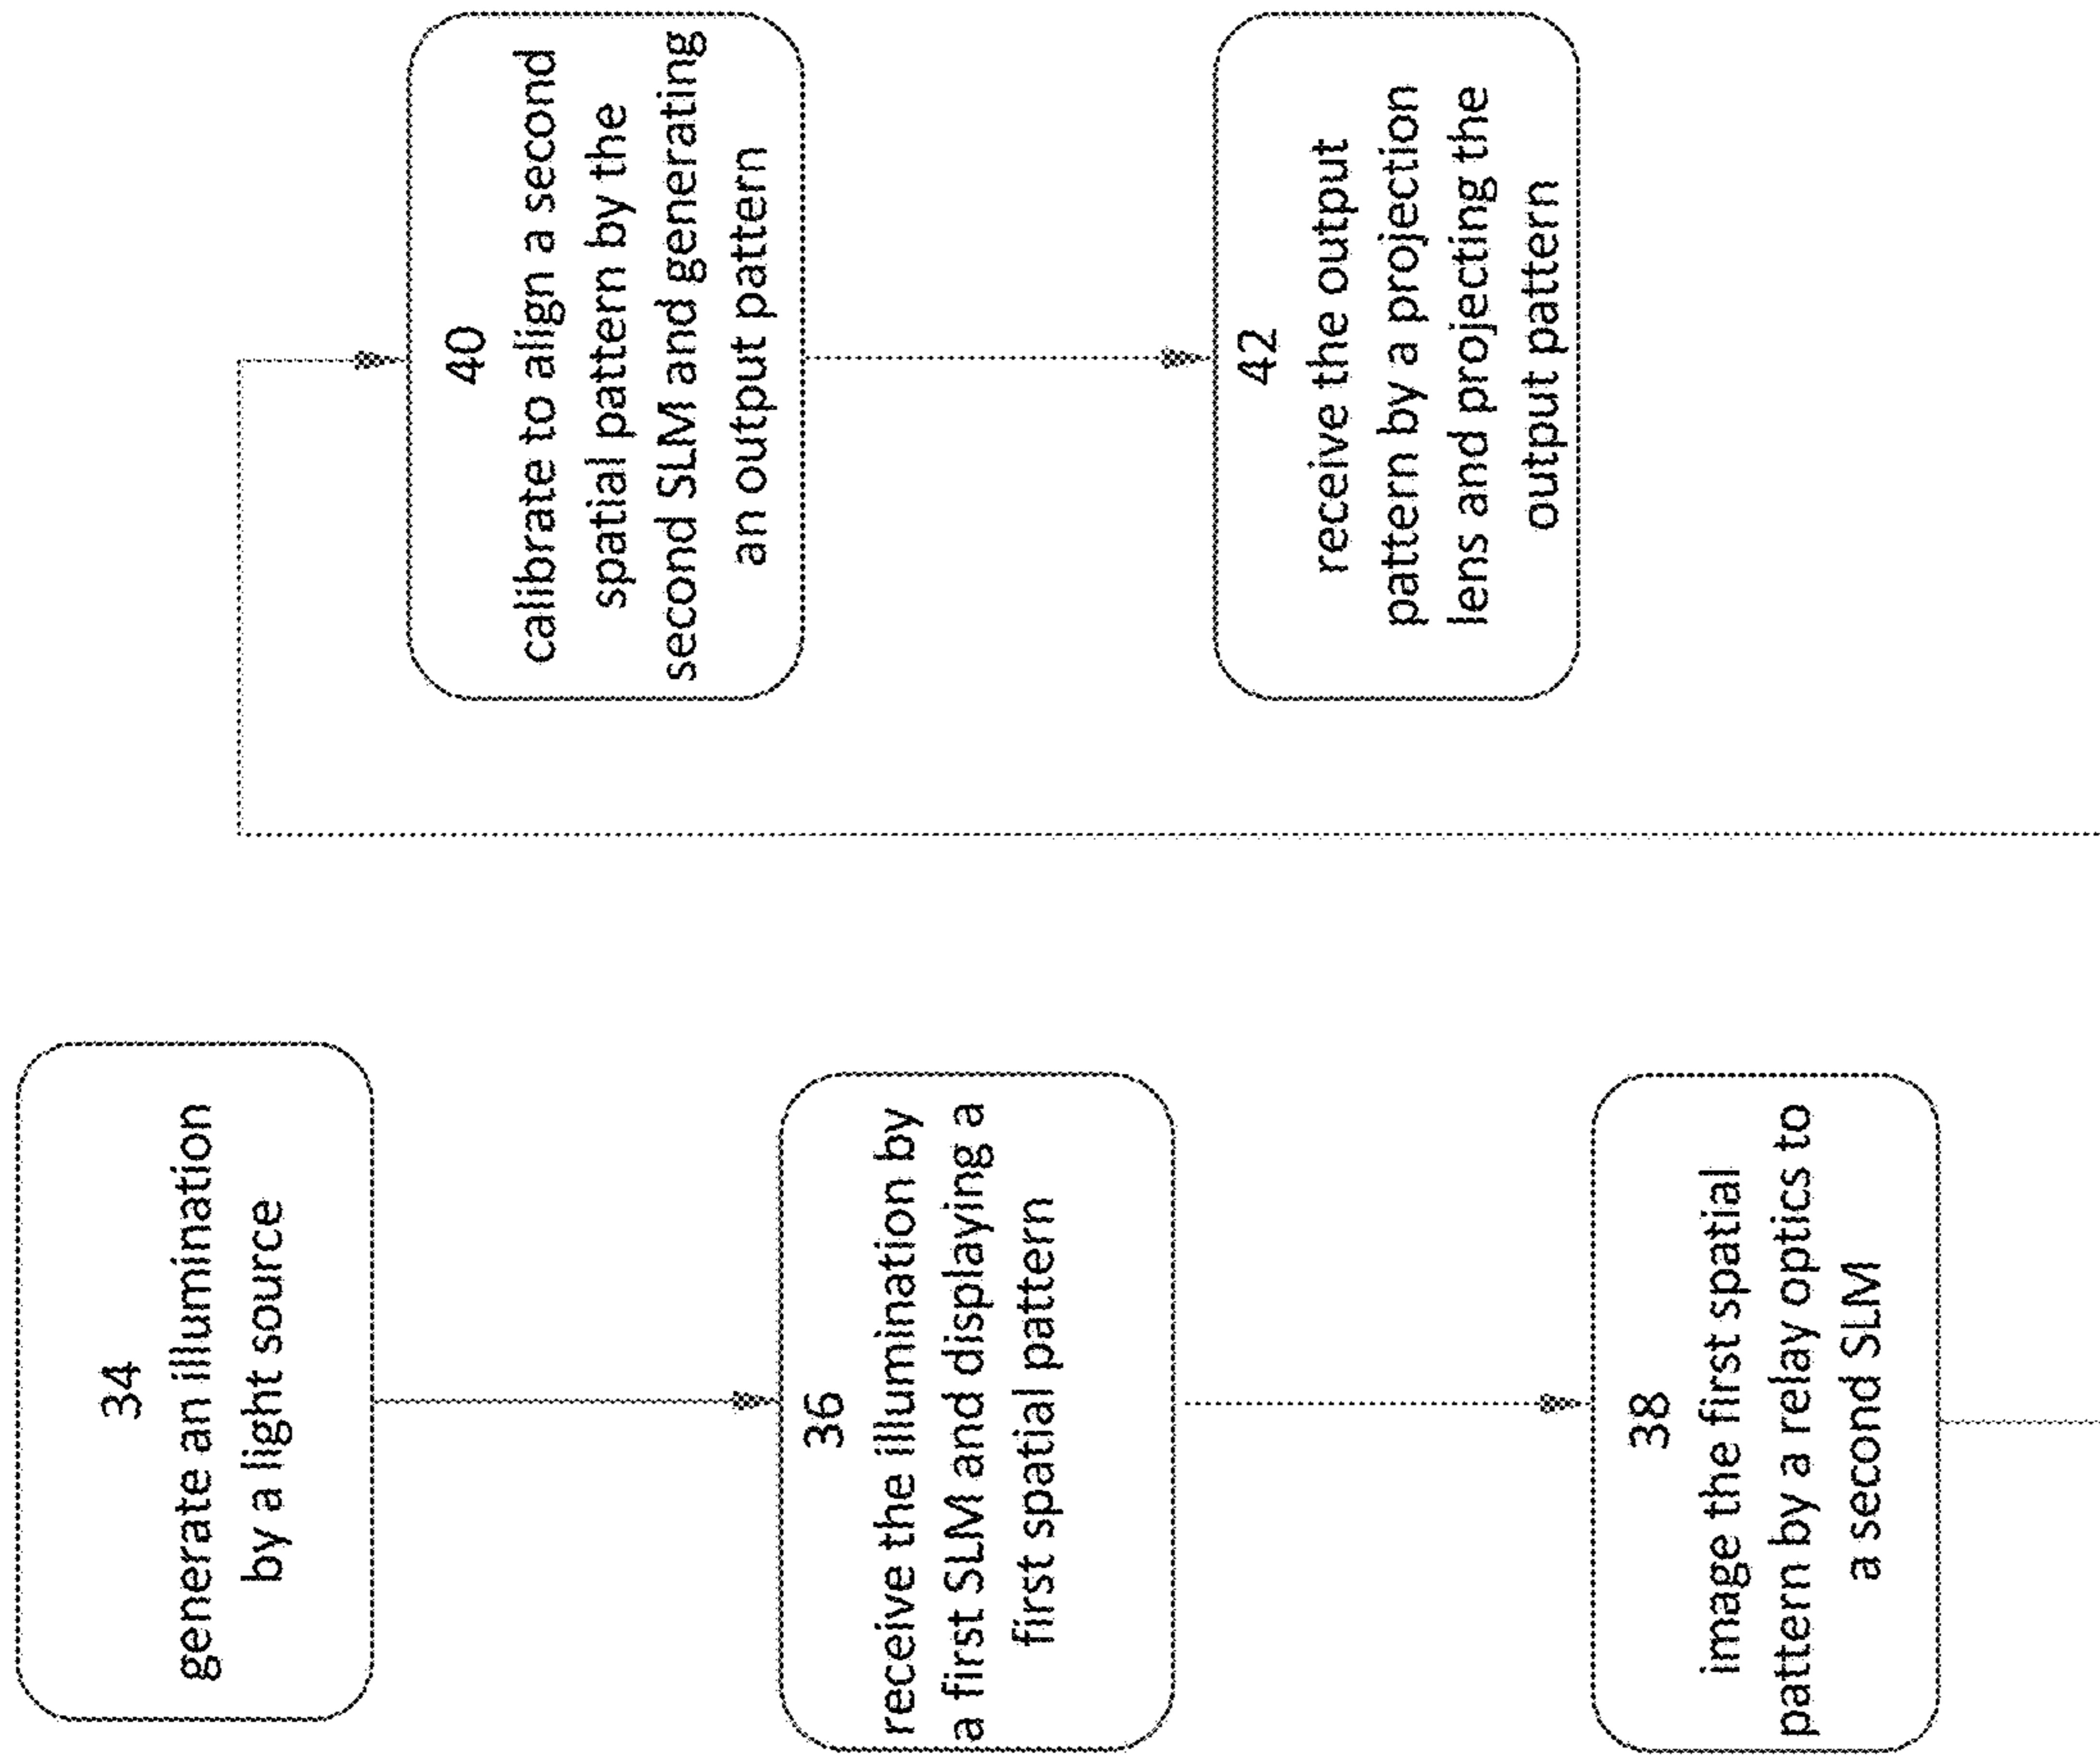 34
generate an illumination
by a light source
36
receive the illumination by
a first SLM and displaying a
first spatial pattern
38
image the first spatial
pattern by a relay optics to
a second SLM
40
calibrate to align a second
spatial pattern by the
second SLM and generating
an output pattern
42
receive the output
pattern by a projection
lens and projecting the
output pattern